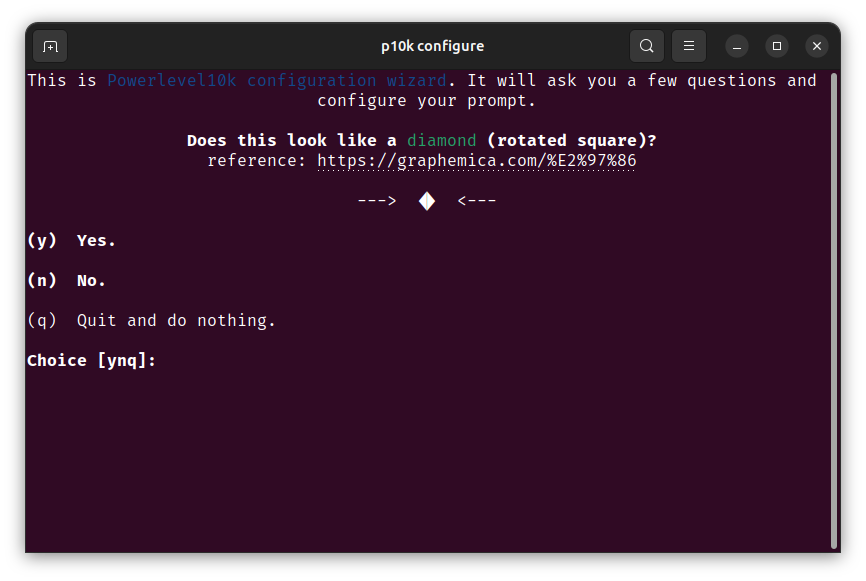 p10k configure
This is Powerlevel10k configuration wizard. It will ask you a few questions and
configure your prompt.
Does this look like a diamond (rotated square)?
reference: https://graphemica.com/%E2%97%86
---> ◆ <---
(y) Yes.
(n) No.
(q) Quit and do nothing.
Choice [ynq]: